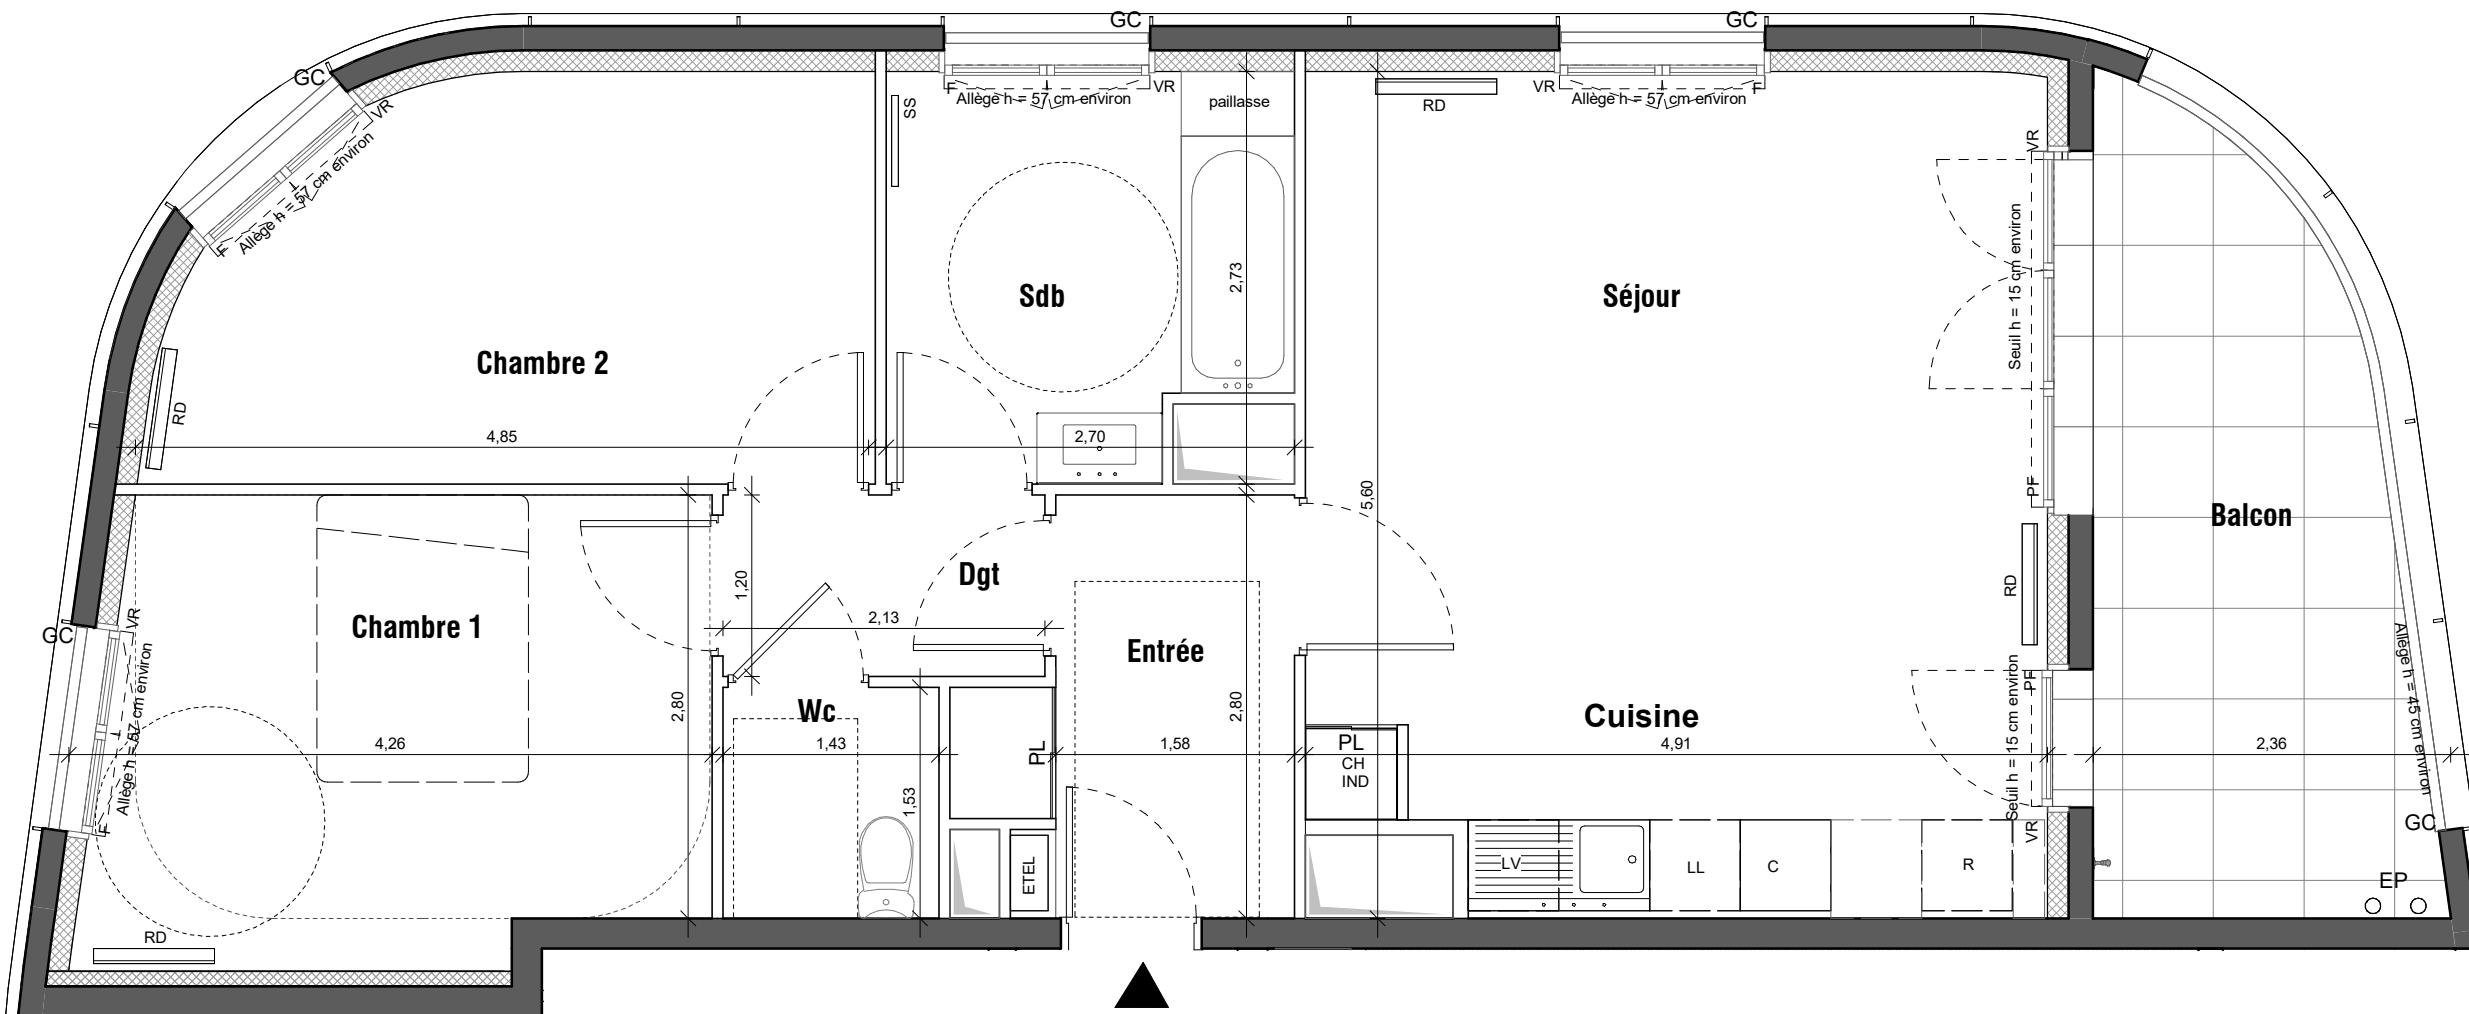 GC
GC
GC
VR
F
Allège h = 57 cm environ
SS
F
Allège h = 57 cm environ
VR
paillasse
RD
VR
Allège h = 57 cm environ
F
VR
Seuil h = 15 cm environ
PF
Sdb
2,73
Séjour
Chambre 2
RD
4,85
2,70
5,60
Balcon
Dgt
1,20
2,13
Chambre 1
GC
VR
Allège h = 57 cm environ
F
Entrée
RD
PF
Seuil h = 15 cm environ
VR
Allège h = 45 cm environ
2,80
Wc
2,80
Cuisine
4,26
1,43
PL
1,58
PL
CH
IND
4,91
2,36
1,53
ETEL
LV
LL
C
R
GC
EP
RD